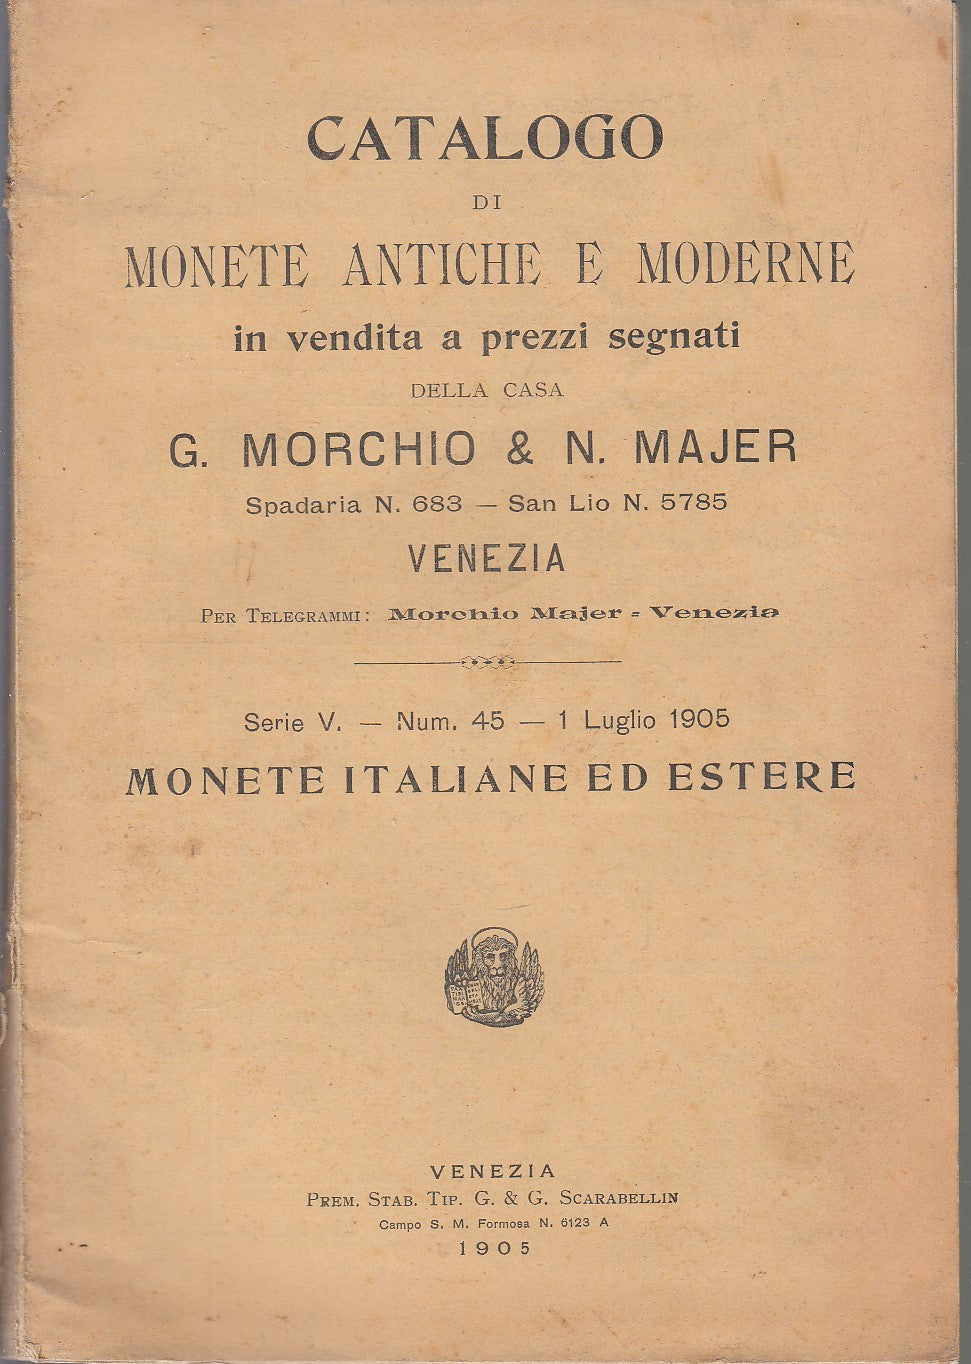 CATALOGO
DI
MONETE ANTICHE E MODERNE
in vendita a prezzi segnati
DELLA CASA
G. MORCHIO & N. MAJER
Spadaria N. 683 — San Lio N. 5785
VENEZIA
PER TELEGRAMMI: Morchio Majer - Venezia
Serie V. — Num. 45 — 1 Luglio 1905
MONETE ITALIANE ED ESTERE
VENEZIA
PREM. STAB. TIP. G. & G. SCARABELLIN
Campo S. M. Formosa N. 6123 A
1905